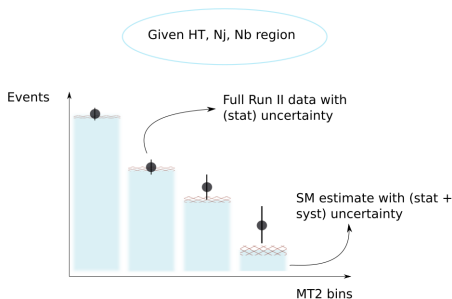 Given HT, Nj, Nb region
Events
Full Run II data with
(stat) uncertainty
SM estimate with (stat +
syst) uncertainty
MT2 bins